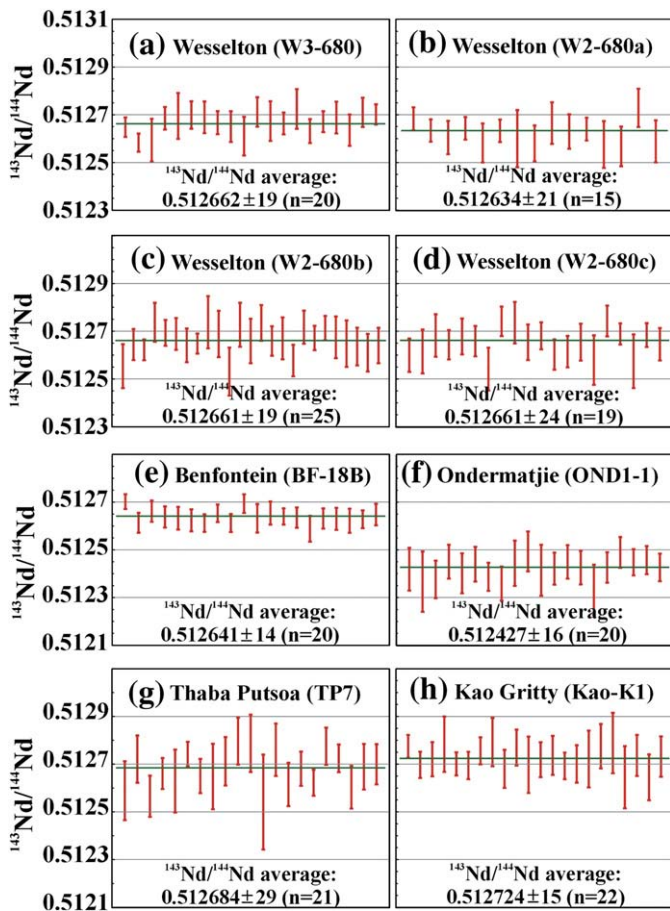 0.5131
0.5129
0.5127
0.5125
0.5123
¹⁴³Nd/¹⁴⁴Nd
(a) Wesselton (W3-680)
¹⁴³Nd/¹⁴⁴Nd average:
0.512662±19 (n=20)
(b) Wesselton (W2-680a)
¹⁴³Nd/¹⁴⁴Nd average:
0.512634±21 (n=15)
0.5129
0.5127
0.5125
0.5123
¹⁴³Nd/¹⁴⁴Nd
(c) Wesselton (W2-680b)
¹⁴³Nd/¹⁴⁴Nd average:
0.512661±19 (n=25)
(d) Wesselton (W2-680c)
¹⁴³Nd/¹⁴⁴Nd average:
0.512661±24 (n=19)
0.5127
0.5125
0.5123
0.5121
¹⁴³Nd/¹⁴⁴Nd
(e) Benfontein (BF-18B)
¹⁴³Nd/¹⁴⁴Nd average:
0.512641±14 (n=20)
(f) Ondermatjie (OND1-1)
¹⁴³Nd/¹⁴⁴Nd average:
0.512427±16 (n=20)
0.5129
0.5127
0.5125
0.5123
0.5121
¹⁴³Nd/¹⁴⁴Nd
(g) Thaba Putsoa (TP7)
¹⁴³Nd/¹⁴⁴Nd average:
0.512684±29 (n=21)
(h) Kao Gritty (Kao-K1)
¹⁴³Nd/¹⁴⁴Nd average:
0.512724±15 (n=22)